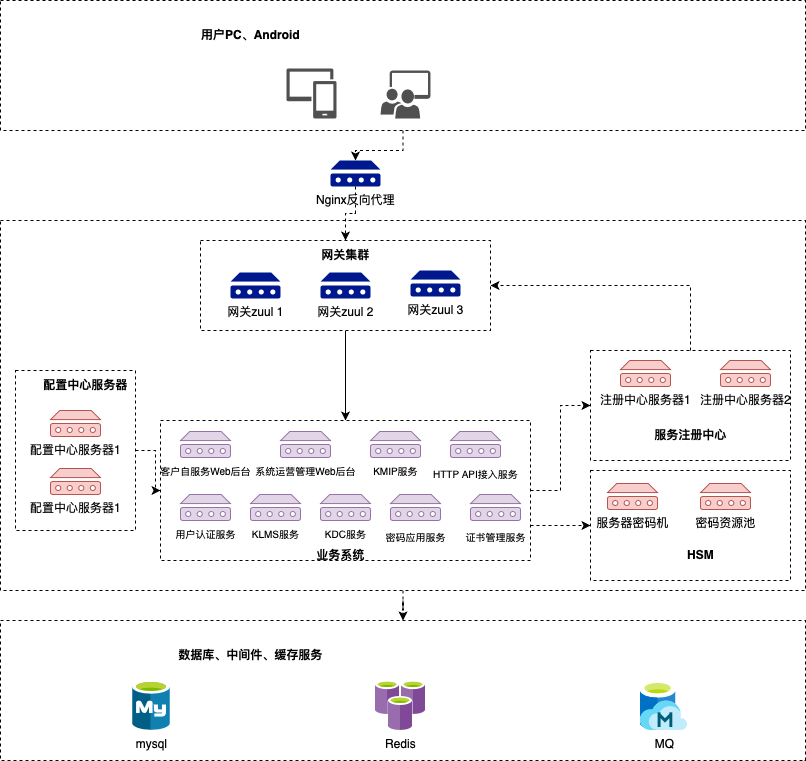 用户PC、Android
Nginx反向代理
网关集群
网关zuul 1
网关zuul 2
网关zuul 3
配置中心服务器
配置中心服务器1
配置中心服务器1
注册中心服务器1
注册中心服务器2
服务注册中心
客户自服务Web后台
系统运营管理Web后台
KMIP服务
HTTP API接入服务
用户认证服务
KLMS服务
KDC服务
密码应用服务
证书管理服务
业务系统
服务器密码机
密码资源池
HSM
数据库、中间件、缓存服务
My
mysql
Redis
M
MQ